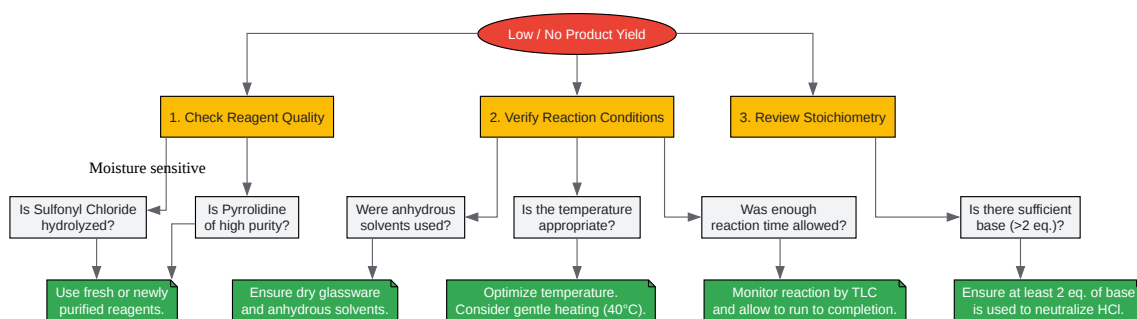 Low / No Product Yield
1. Check Reagent Quality
2. Verify Reaction Conditions
3. Review Stoichiometry
Moisture sensitive
Is Sulfonyl Chloride
hydrolyzed?
Is Pyrrolidine
of high purity?
Were anhydrous
solvents used?
Is the temperature
appropriate?
Was enough
reaction time allowed?
Is there sufficient
base (>2 eq.)?
Use fresh or newly
purified reagents.
Ensure dry glassware
and anhydrous solvents.
Optimize temperature.
Consider gentle heating (40°C).
Monitor reaction by TLC
and allow to run to completion.
Ensure at least 2 eq. of base
is used to neutralize HCl.